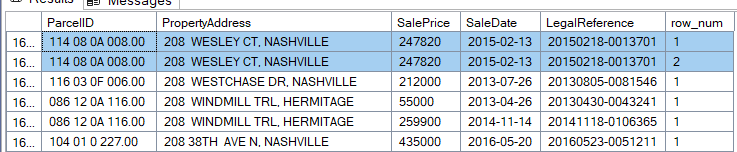 Results Messages
ParcelID PropertyAddress SalePrice SaleDate LegalReference row_num
16... 114 08 0A 008.00 208  WESLEY CT, NASHVILLE 247820 2015-02-13 20150218-0013701 1
16... 114 08 0A 008.00 208  WESLEY CT, NASHVILLE 247820 2015-02-13 20150218-0013701 2
16... 116 03 0F 006.00 208  WESTCHASE DR, NASHVILLE 212000 2013-07-26 20130805-0081546 1
16... 086 12 0A 116.00 208  WINDMILL TRL, HERMITAGE 55000 2013-04-26 20130430-0043241 1
16... 086 12 0A 116.00 208  WINDMILL TRL, HERMITAGE 259900 2014-11-14 20141118-0106365 1
16... 104 01 0 227.00 208 38TH  AVE N, NASHVILLE 435000 2016-05-20 20160523-0051211 1